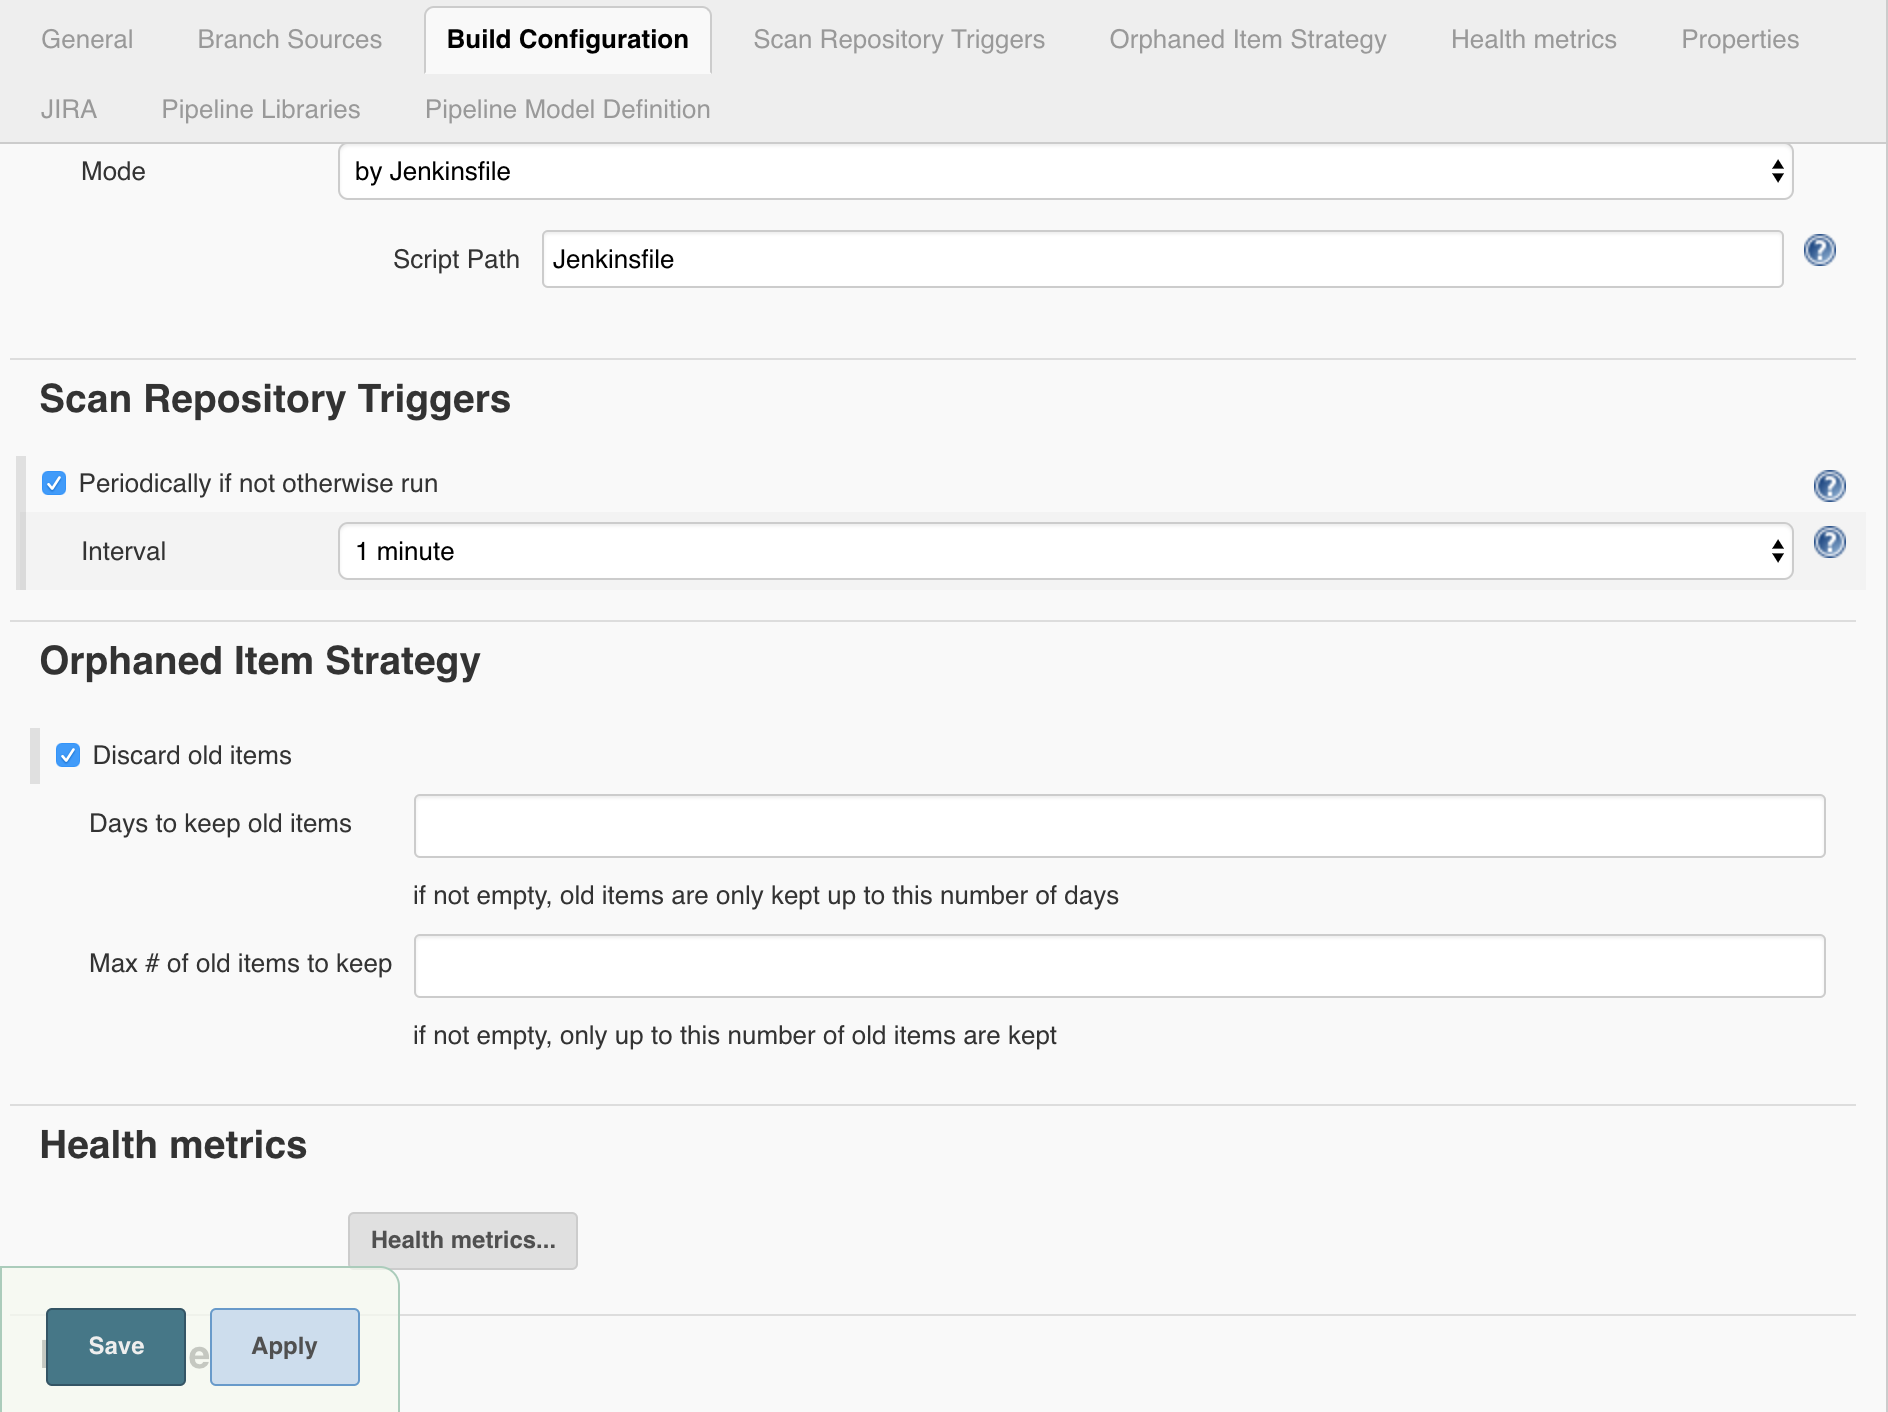 General Branch Sources Build Configuration Scan Repository Triggers Orphaned Item Strategy Health metrics Properties
JIRA Pipeline Libraries Pipeline Model Definition
Mode by Jenkinsfile
Script Path Jenkinsfile
Scan Repository Triggers
Periodically if not otherwise run
Interval 1 minute
Orphaned Item Strategy
Discard old items
Days to keep old items
if not empty, old items are only kept up to this number of days
Max # of old items to keep
if not empty, only up to this number of old items are kept
Health metrics
Health metrics...
Save Apply